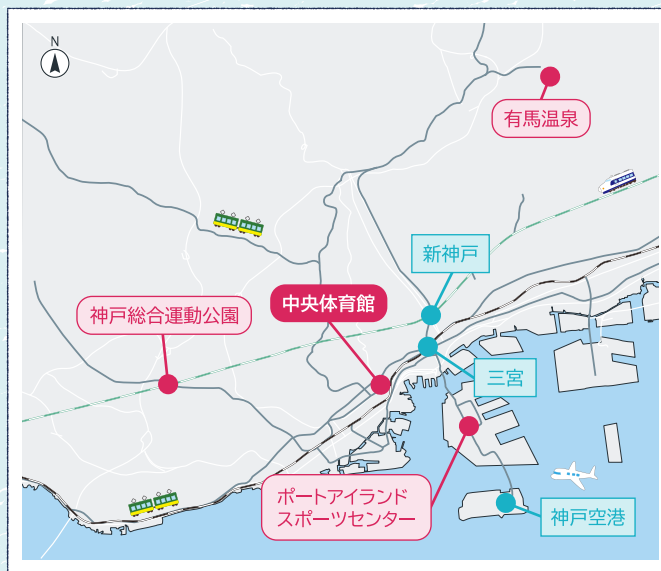 N
有馬温泉
新神戸
中央体育館
神戸総合運動公園
三宮
ポートアイランド
スポーツセンター
神戸空港